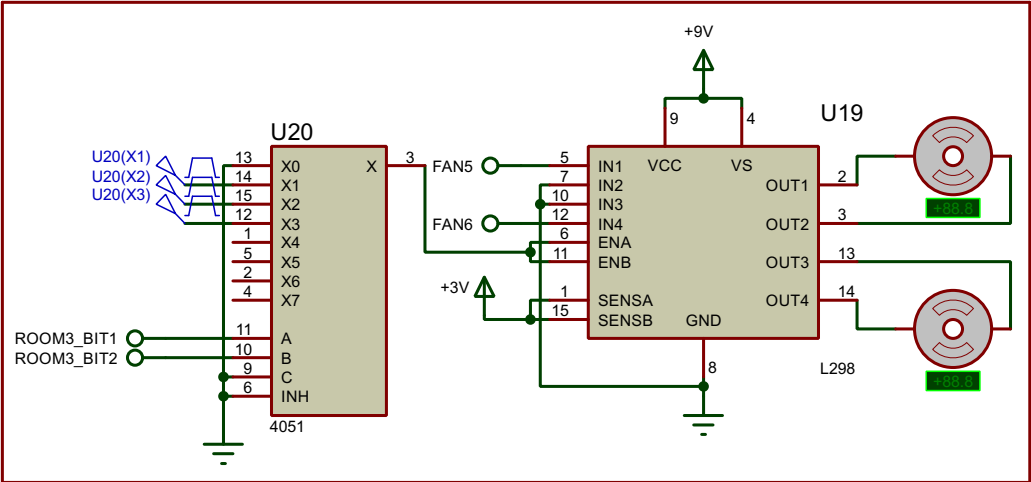 +9V
U19
U20
9
4
VCC
VS
U20(X1)
U20(X2)
U20(X3)
13
14
15
12
1
5
2
4
X0
X1
X2
X3
X4
X5
X6
X7
X
3
ROOM3_BIT1
ROOM3_BIT2
11
10
9
6
A
B
C
INH
4051
FAN5
FAN6
+3V
5
7
10
12
6
11
1
15
IN1
IN2
IN3
IN4
ENA
ENB
SENSA
SENSB
GND
8
OUT1
OUT2
OUT3
OUT4
2
3
13
14
L298
+88.8
+88.8